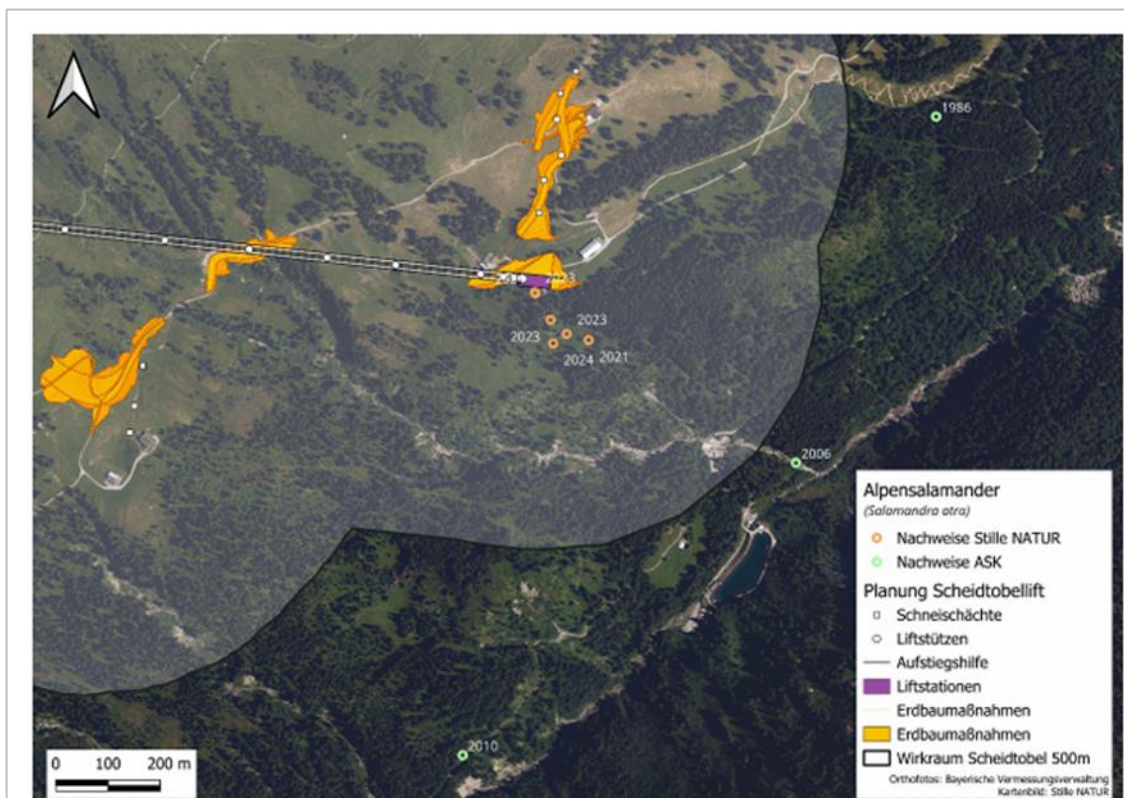 1986
2023
2023
2023
2024
2021
2006
2010
Alpensalamander
(Salamandra atra)
Nachweise Stille NATUR
Nachweise ASK
Planung Scheidtobellift
Schneischächte
Liftstützen
Aufstiegshilfe
Liftstationen
Erdbaumaßnahmen
Erdbaumaßnahmen
Wirkraum Scheidtobel 500m
Orthofotos: Bayerische Vermessungsverwaltung
Kartenbild: Stille NATUR
0 100 200 m